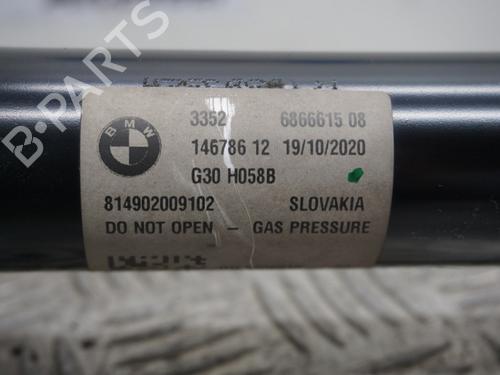 BMW
3352 6866615 08
146786 12 19/10/2020
G30 H058B
814902009102 SLOVAKIA
DO NOT OPEN - GAS PRESSURE
B-PARTS